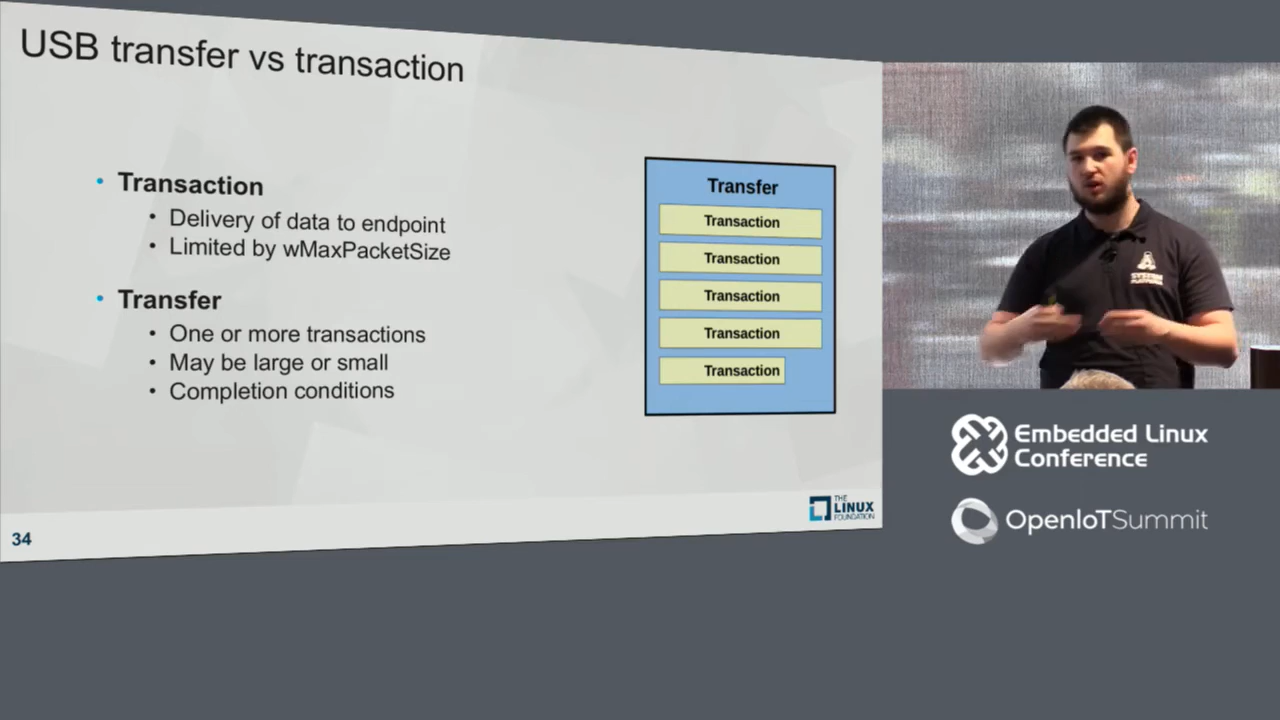 USB transfer vs transaction
• Transaction
• Delivery of data to endpoint
• Limited by wMaxPacketSize
• Transfer
• One or more transactions
• May be large or small
• Completion conditions
Transfer
Transaction
Transaction
Transaction
Transaction
Transaction
THE
LINUX
FOUNDATION
34
Embedded Linux
Conference
OpenIoTSummit